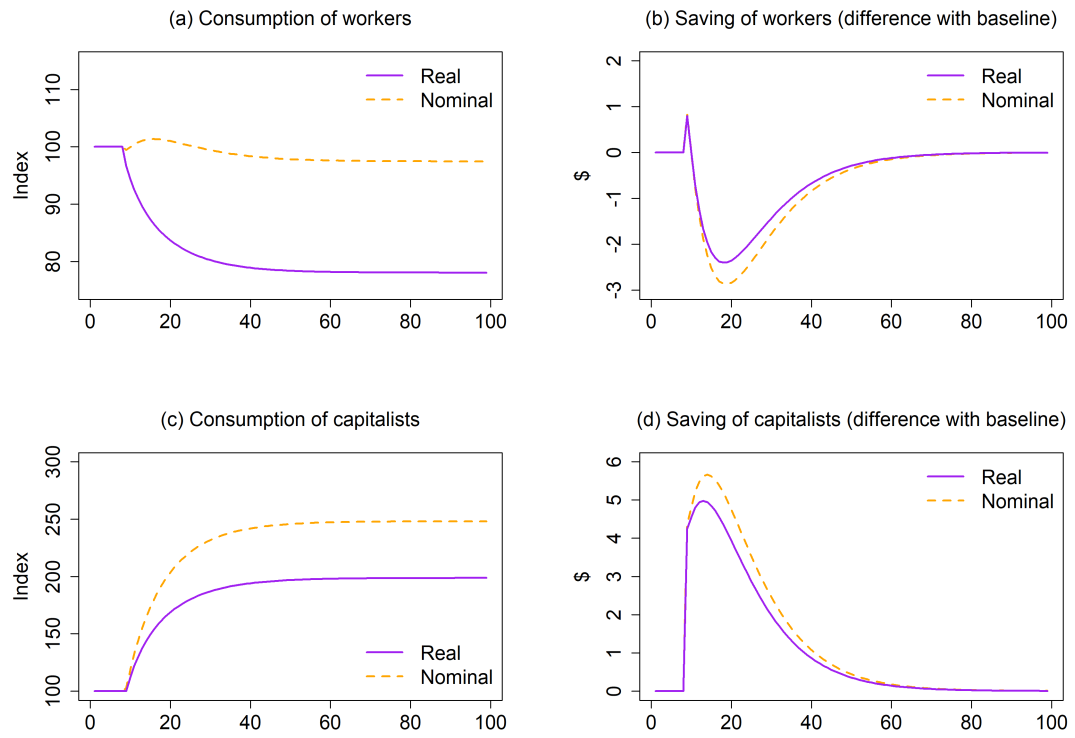 (a) Consumption of workers
Index
110
100
90
80
Real
Nominal
0 20 40 60 80 100
(b) Saving of workers (difference with baseline)
$
2
1
0
-1
-2
-3
Real
Nominal
0 20 40 60 80 100
(c) Consumption of capitalists
Index
300
250
200
150
100
Real
Nominal
0 20 40 60 80 100
(d) Saving of capitalists (difference with baseline)
$
6
5
4
3
2
1
0
Real
Nominal
0 20 40 60 80 100